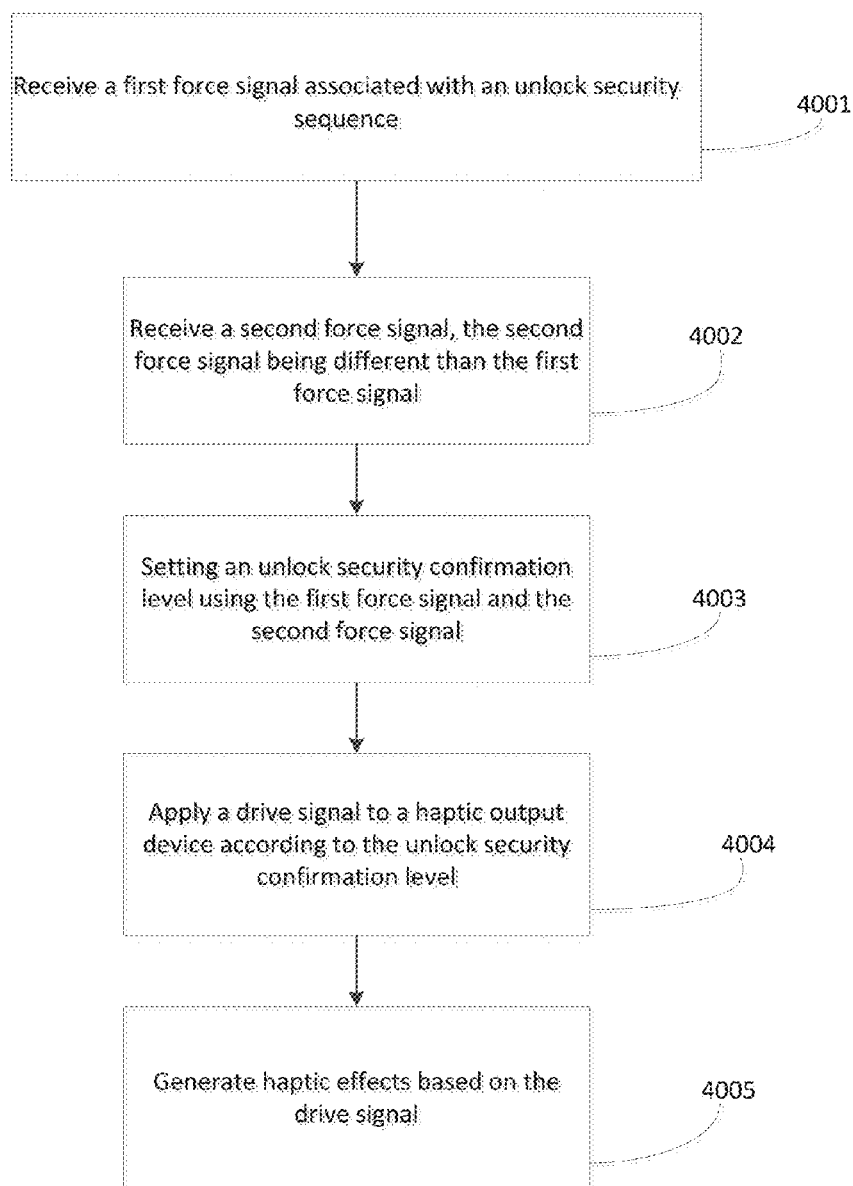 Receive a first force signal associated with an unlock security
sequence
4001
Receive a second force signal, the second
force signal being different than the first
force signal
4002
Setting an unlock security confirmation
level using the first force signal and the
second force signal
4003
Apply a drive signal to a haptic output
device according to the unlock security
confirmation level
4004
Generate haptic effects based on the
drive signal
4005